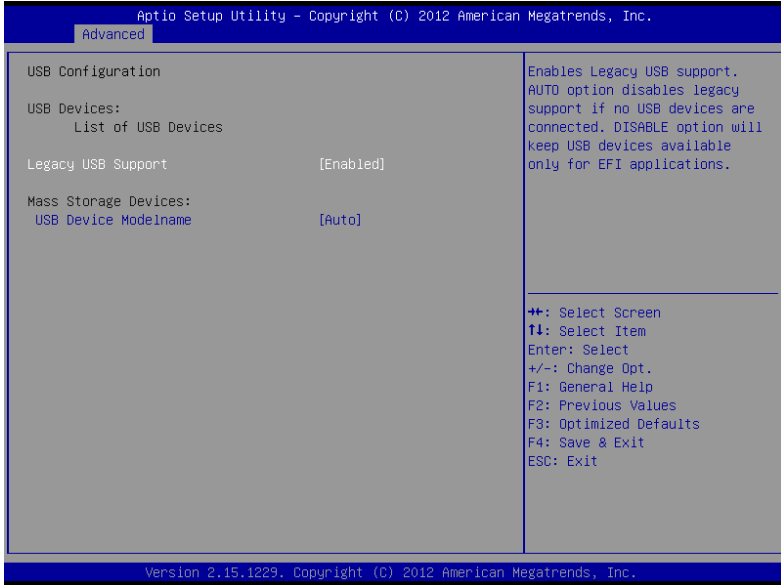 Aptio Setup Utility – Copyright (C) 2012 American Megatrends, Inc.
Advanced
USB Configuration
USB Devices:
List of USB Devices
Legacy USB Support [Enabled]
Mass Storage Devices:
USB Device Modelname [Auto]
Enables Legacy USB support.
AUTO option disables legacy
support if no USB devices are
connected. DISABLE option will
keep USB devices available
only for EFI applications.
→←: Select Screen
↑↓: Select Item
Enter: Select
+/-: Change Opt.
F1: General Help
F2: Previous Values
F3: Optimized Defaults
F4: Save & Exit
ESC: Exit
Version 2.15.1229. Copyright (C) 2012 American Megatrends, Inc.